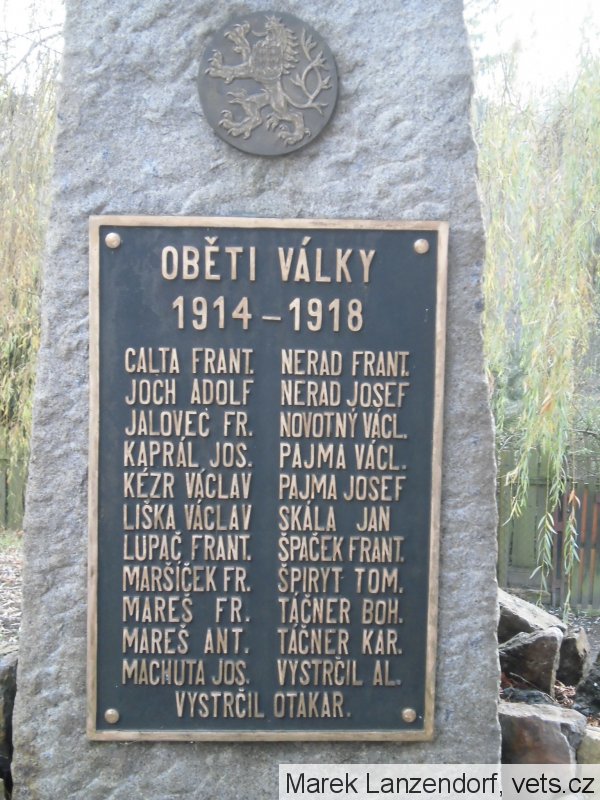 OBĚTI VÁLKY
1914–1918
CALTA FRANT.
JOCH ADOLF
JALOVEC FR.
KAPRÁL JOS.
KÉZR VÁCLAV
LIŠKA VÁCLAV
LUPAČ FRANT.
MARŠÍČEK FR.
MAREŠ FR.
MAREŠ ANT.
MACHUTA JOS.
NERAD FRANT.
NERAD JOSEF
NOVOTNÝ VÁCL.
PAJMA VÁCL.
PAJMA JOSEF
SKÁLA JAN
ŠPAČEK FRANT.
ŠPIRYT TOM.
TÁČNER BOH.
TÁČNER KAR.
VYSTRČIL AL.
VYSTRČIL OTAKAR.
Marek Lanzendorf, vets.cz